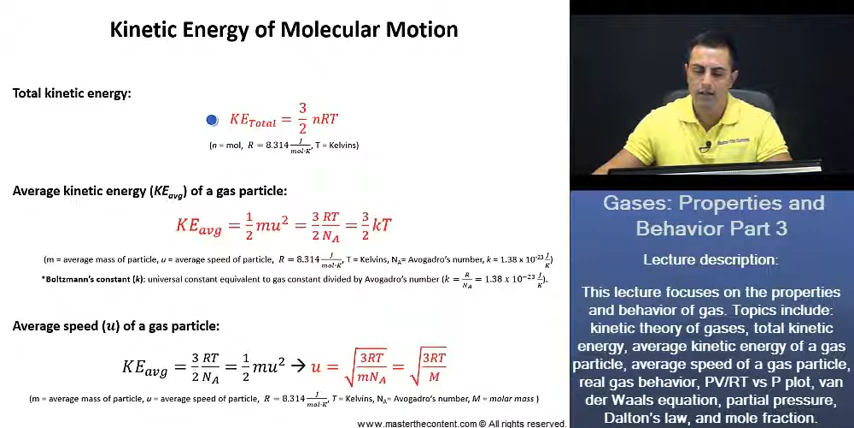 Kinetic Energy of Molecular Motion
Total kinetic energy:
KE_Total = 3/2 nRT
(n = mol, R = 8.314 J/mol·K, T = Kelvins)
Average kinetic energy (KE_avg) of a gas particle:
KE_avg = 1/2 mu² = 3/2 RT/N_A = 3/2 kT
(m = average mass of particle, u = average speed of particle, R = 8.314 J/mol·K, T = Kelvins, N_A= Avogadro's number, k = 1.38 x 10⁻²³ J/K)
*Boltzmann's constant (k): universal constant equivalent to gas constant divided by Avogadro's number (k = R/N_A = 1.38 x 10⁻²³ J/K).
Average speed (u) of a gas particle:
KE_avg = 3/2 RT/N_A = 1/2 mu² → u = √(3RT/mN_A) = √(3RT/M)
(m = average mass of particle, u = average speed of particle, R = 8.314 J/mol·K, T = Kelvins, N_A= Avogadro's number, M = molar mass )
www.masterthecontent.com © All rights reserved.
Gases: Properties and
Behavior Part 3
Lecture description:
This lecture focuses on the properties
and behavior of gas. Topics include:
kinetic theory of gases, total kinetic
energy, average kinetic energy of a gas
particle, average speed of a gas particle,
real gas behavior, PV/RT vs P plot, van
der Waals equation, partial pressure,
Dalton's law, and mole fraction.